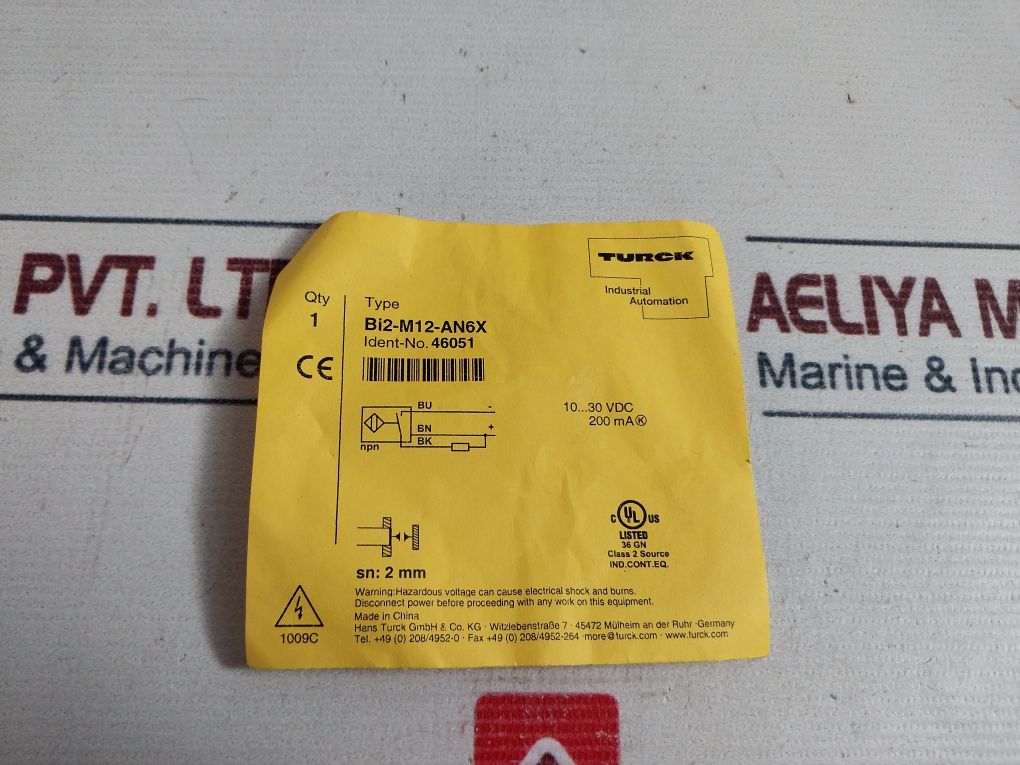 PVT. LT
& Machine
AELIYA M
Marine & Ind
TURCK
Industrial
Automation
Qty
1
Type
Bi2-M12-AN6X
Ident-No. 46051
CE
BU -
BN +
BK
npn
10...30 VDC
200 mA Ⓚ
sn: 2 mm
C UL US
LISTED
36 GN
Class 2 Source
IND.CONT.EQ.
1009C
Warning:Hazardous voltage can cause electrical shock and burns.
Disconnect power before proceeding with any work on this equipment.
Made in China
Hans Turck GmbH & Co. KG · Witzlebenstraße 7 · 45472 Mülheim an der Ruhr ·Germany
Tel. +49 (0) 208/4952-0 · Fax +49 (0) 208/4952-264 ·more@turck.com · www.turck.com